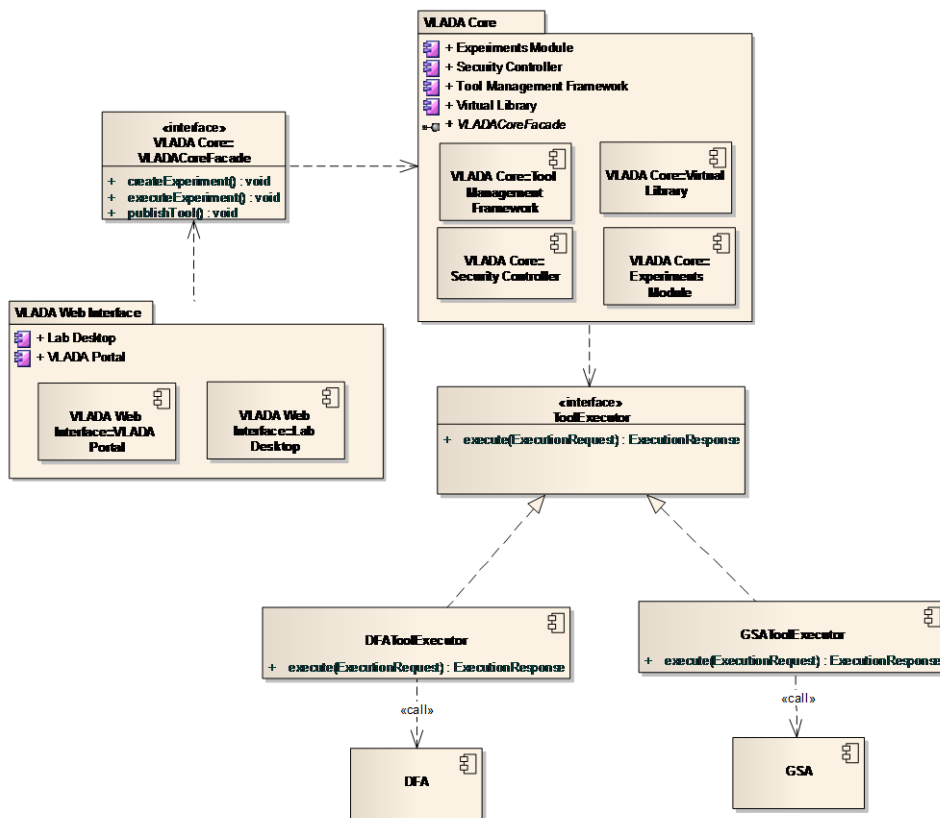 VLADA Core
+ Experiments Module
+ Security Controller
+ Tool Management Framework
+ Virtual Library
+ VLADACoreFacade
VLADA Core::Tool
Management
Framework
VLADA Core::Virtual
Library
VLADA Core::
Security Controller
VLADA Core::
Experiments
Module
«interface»
VLADA Core::
VLADACoreFacade
+ createExperiment() : void
+ executeExperiment() : void
+ publishTool() : void
VLADA Web Interface
+ Lab Desktop
+ VLADA Portal
VLADA Web
Interface::VLADA
Portal
VLADA Web
Interface::Lab
Desktop
«interface»
ToolExecutor
+ execute(ExecutionRequest) : ExecutionResponse
DFAToolExecutor
+ execute(ExecutionRequest) : ExecutionResponse
GSAToolExecutor
+ execute(ExecutionRequest) : ExecutionResponse
«call»
«call»
DFA
GSA